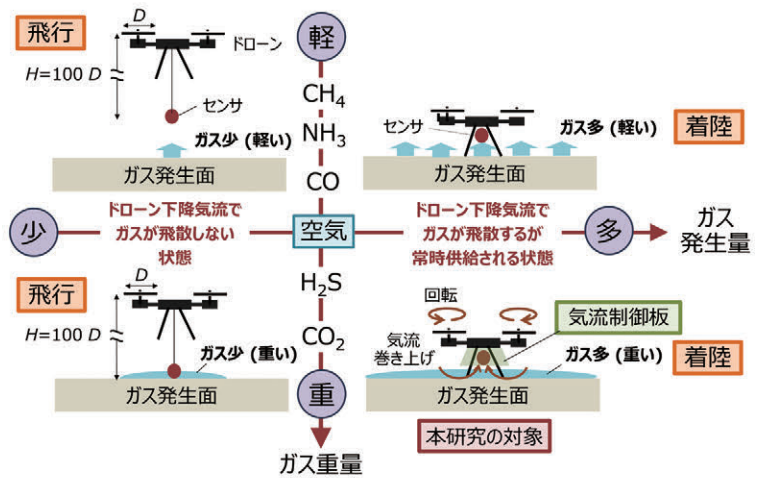 飛行
D
ドローン
H=100 D
センサ
ガス少 (軽い)
ガス発生面
軽
CH4
NH3
CO
センサ
ガス多 (軽い)
着陸
ガス発生面
少
ドローン下降気流で
ガスが飛散しない
状態
空気
ドローン下降気流で
ガスが飛散するが
常時供給される状態
多
ガス
発生量
飛行
D
H=100 D
ガス少 (重い)
ガス発生面
H2S
CO2
重
ガス重量
回転
気流制御板
気流
巻き上げ
ガス多 (重い)
着陸
ガス発生面
本研究の対象